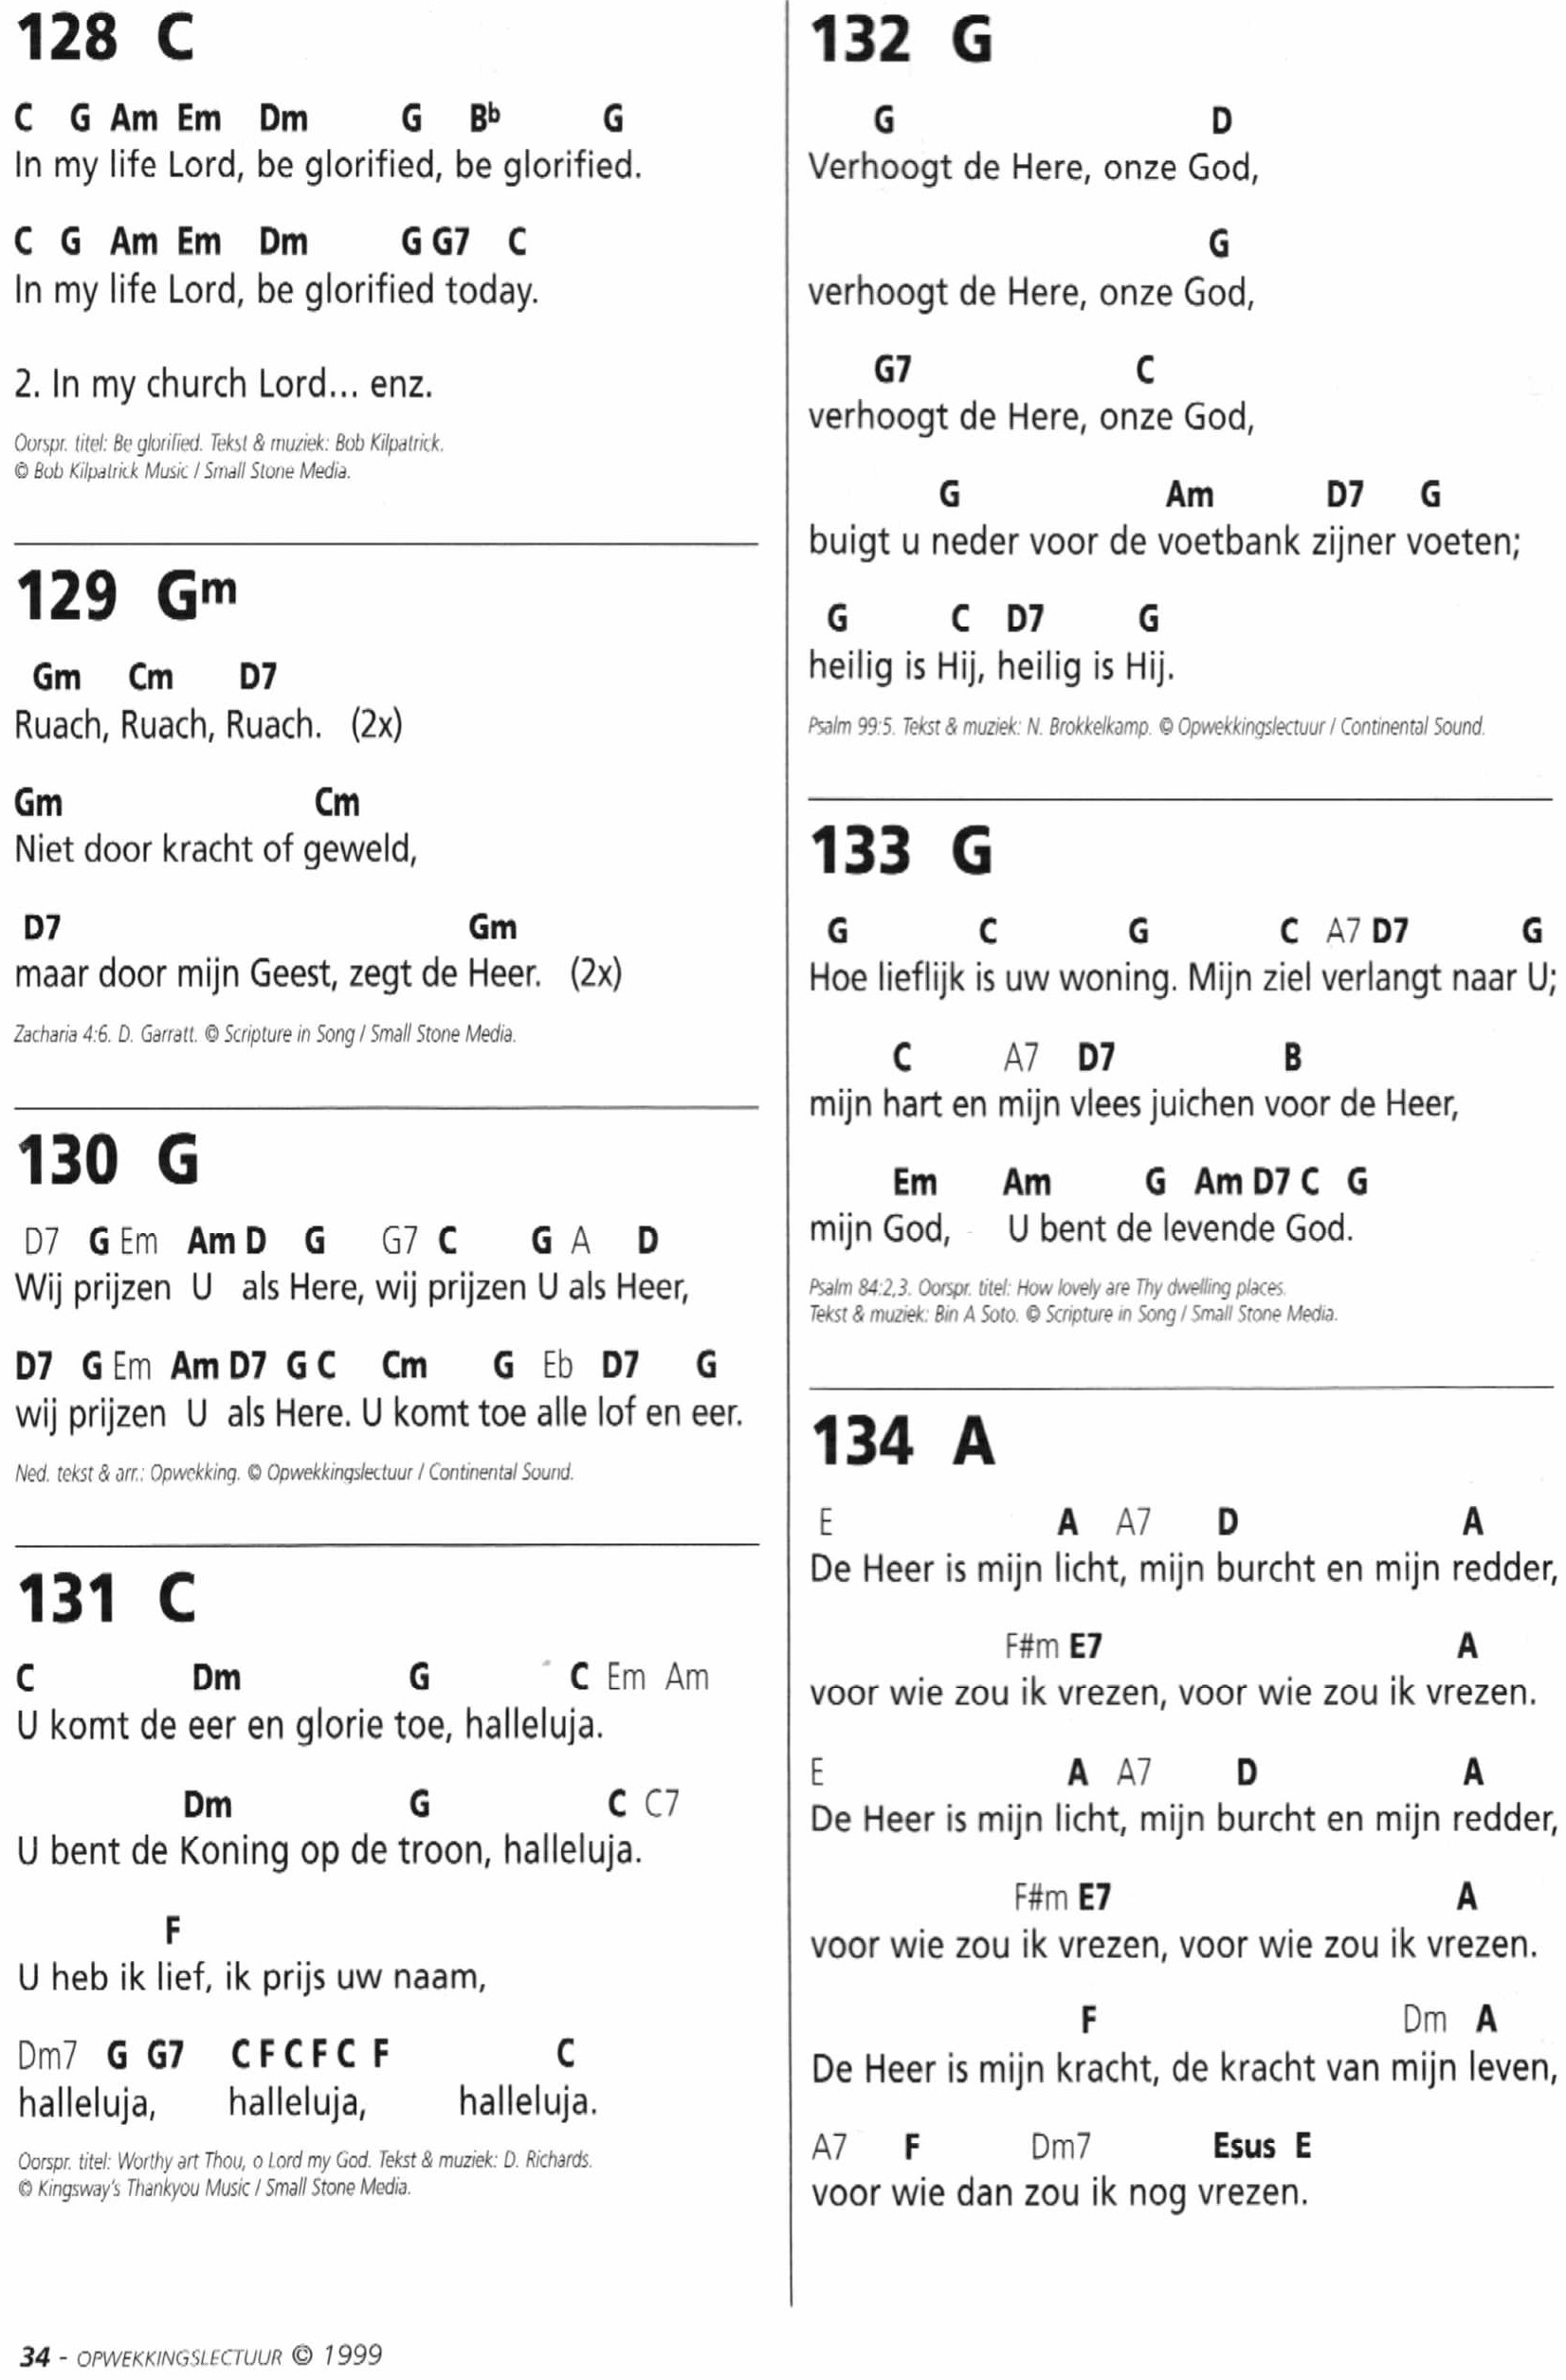 128 C
C G Am Em Dm G Bb G
In my life Lord, be glorified, be glorified.
C G Am Em Dm G G7 C
In my life Lord, be glorified today.
2. In my church Lord... enz.
Oorspr. titel: Be glorified. Tekst & muziek: Bob Kilpatrick.
© Bob Kilpatrick Music / Small Stone Media.
129 Gm
Gm Cm D7
Ruach, Ruach, Ruach. (2x)
Gm Cm
Niet door kracht of geweld,
D7 Gm
maar door mijn Geest, zegt de Heer. (2x)
Zacharia 4:6. D. Garratt. © Scripture in Song / Small Stone Media.
130 G
D7 G Em Am D G G7 C G A D
Wij prijzen U als Here, wij prijzen U als Heer,
D7 G Em Am D7 G C Cm G Eb D7 G
wij prijzen U als Here. U komt toe alle lof en eer.
Ned. tekst & arr.: Opwekking. © Opwekkingslectuur / Continental Sound.
131 C
C Dm G C Em Am
U komt de eer en glorie toe, halleluja.
Dm G C C7
U bent de Koning op de troon, halleluja.
F
U heb ik lief, ik prijs uw naam,
Dm7 G G7 C F C F C F C
halleluja, halleluja, halleluja.
Oorspr. titel: Worthy art Thou, o Lord my God. Tekst & muziek: D. Richards.
© Kingsway's Thankyou Music / Small Stone Media.
132 G
G D
Verhoogt de Here, onze God,
G
verhoogt de Here, onze God,
G7 C
verhoogt de Here, onze God,
G Am D7 G
buigt u neder voor de voetbank zijner voeten;
G C D7 G
heilig is Hij, heilig is Hij.
Psalm 99:5. Tekst & muziek: N. Brokkelkamp. © Opwekkingslectuur / Continental Sound.
133 G
G C G C A7 D7 G
Hoe lieflijk is uw woning. Mijn ziel verlangt naar U;
C A7 D7 B
mijn hart en mijn vlees juichen voor de Heer,
Em Am G Am D7 C G
mijn God, U bent de levende God.
Psalm 84:2,3. Oorspr. titel: How lovely are Thy dwelling places.
Tekst & muziek: Bin A Soto. © Scripture in Song / Small Stone Media.
134 A
E A A7 D A
De Heer is mijn licht, mijn burcht en mijn redder,
F#m E7 A
voor wie zou ik vrezen, voor wie zou ik vrezen.
E A A7 D A
De Heer is mijn licht, mijn burcht en mijn redder,
F#m E7 A
voor wie zou ik vrezen, voor wie zou ik vrezen.
F Dm A
De Heer is mijn kracht, de kracht van mijn leven,
A7 F Dm7 Esus E
voor wie dan zou ik nog vrezen.
34 - OPWEKKINGSLECTUUR © 1999